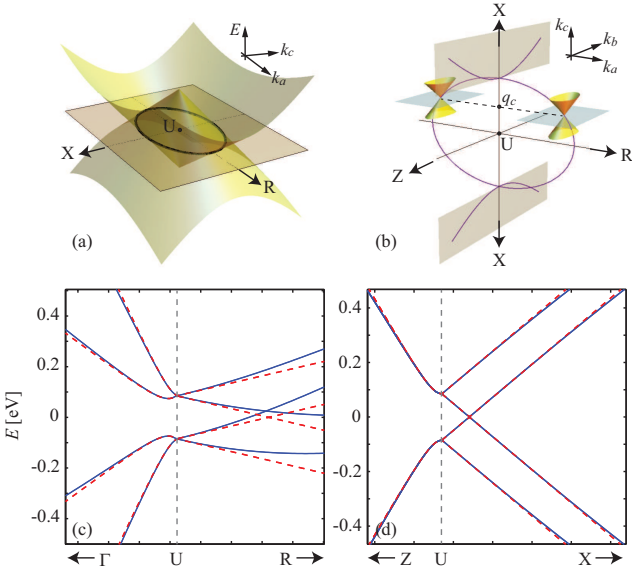 E
k_c
k_a
U
X
R
(a)
X
k_c
k_b
k_a
q_c
U
Z
R
X
(b)
E [eV]
0.4
0.2
0
-0.2
-0.4
(c)
Γ
U
R
0.4
0.2
0
-0.2
-0.4
(d)
Z
U
X